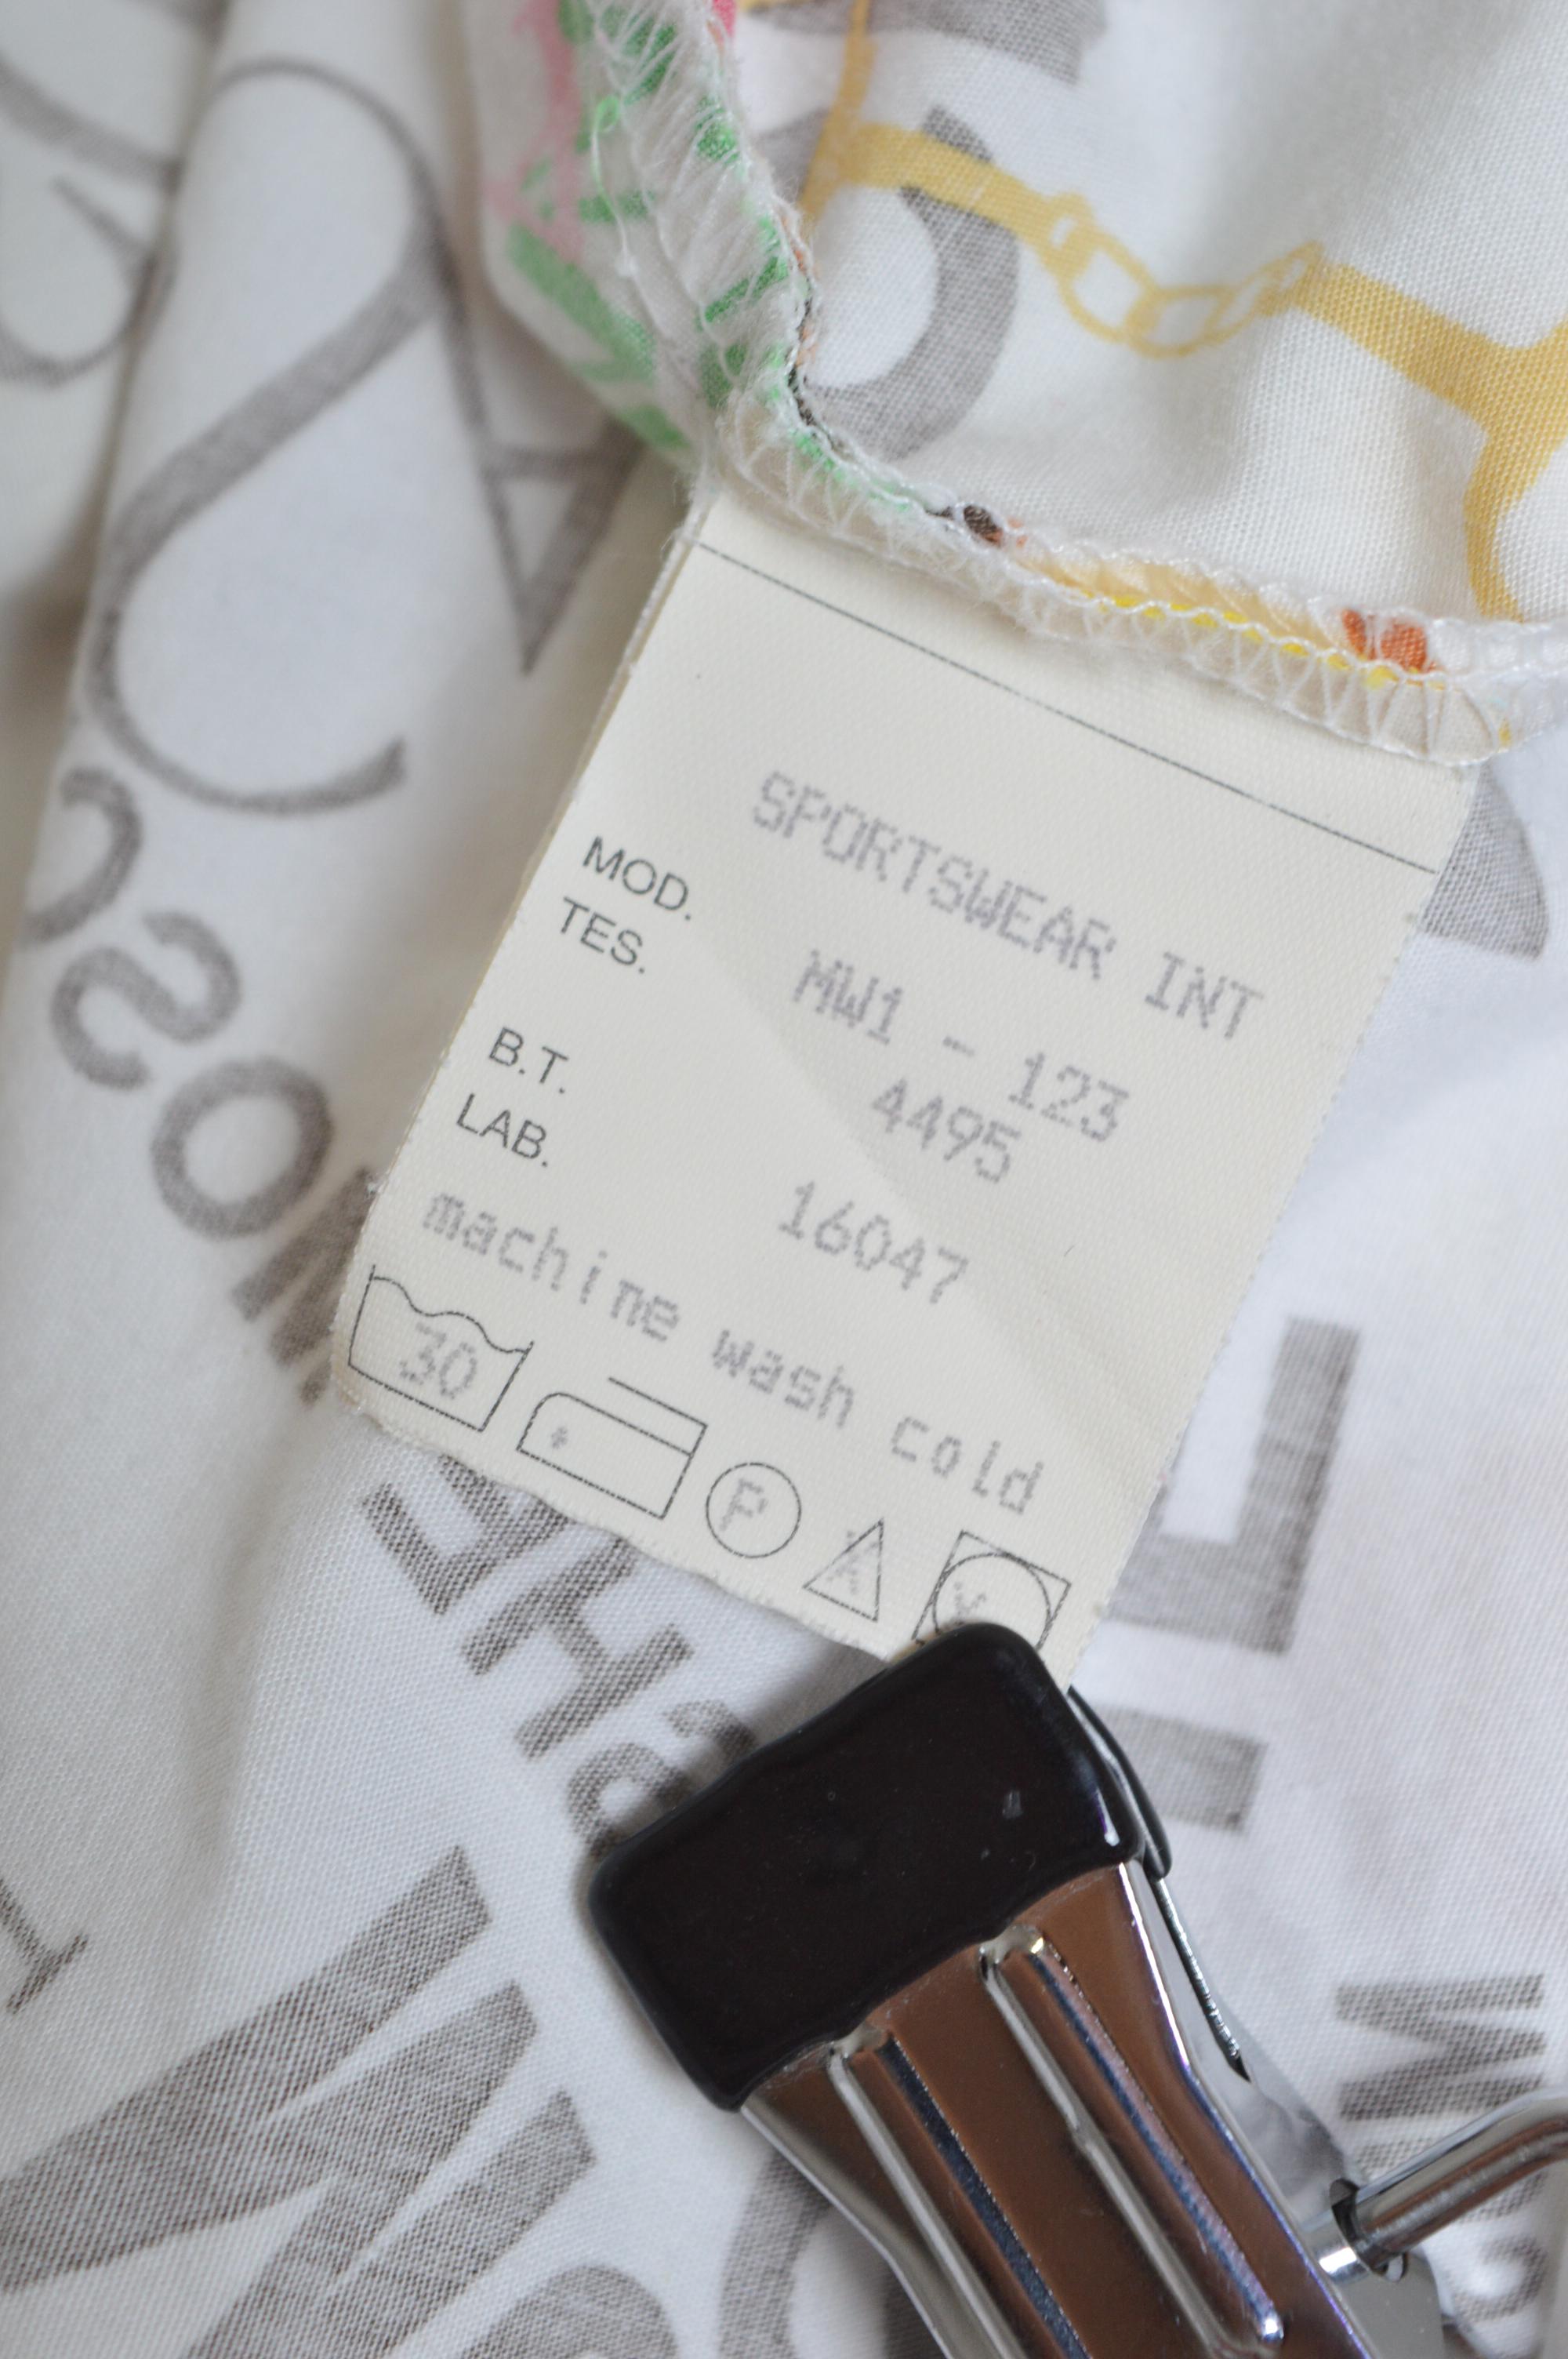 SPORTSWEAR INT
MOD. MW1 - 123
TES. 4495
B.T. 16047
LAB.
machine wash cold
30
P